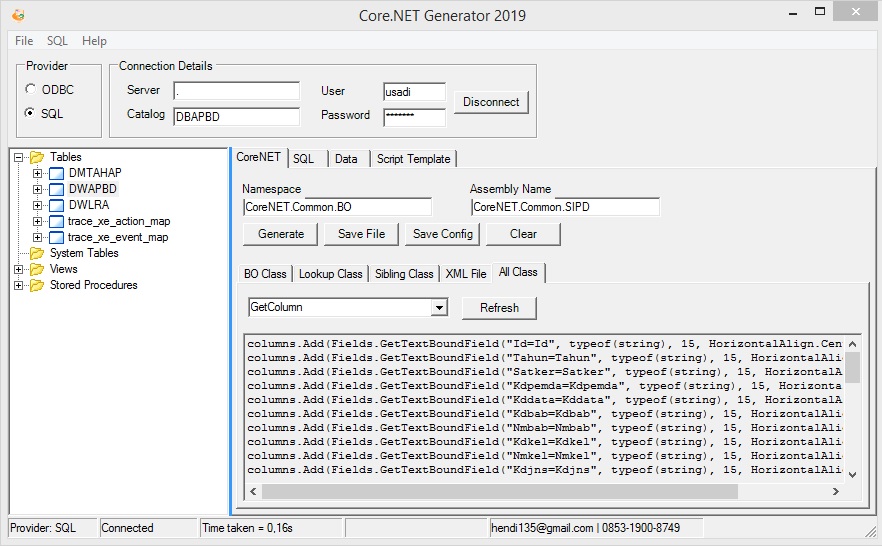 Core.NET Generator 2019
File SQL Help
Provider
ODBC
SQL
Connection Details
Server .
Catalog DBAPBD
User usadi
Password *******
Disconnect
Tables
DMTAHAP
DWAPBD
DWLRA
trace_xe_action_map
trace_xe_event_map
System Tables
Views
Stored Procedures
CoreNET SQL Data Script Template
Namespace Assembly Name
CoreNET.Common.BO CoreNET.Common.SIPD
Generate Save File Save Config Clear
BO Class Lookup Class Sibling Class XML File All Class
GetColumn Refresh
columns.Add(Fields.GetTextBoundField("Id=Id", typeof(string), 15, HorizontalAlign.Cen
columns.Add(Fields.GetTextBoundField("Tahun=Tahun", typeof(string), 15, HorizontalAli
columns.Add(Fields.GetTextBoundField("Satker=Satker", typeof(string), 15, HorizontalA
columns.Add(Fields.GetTextBoundField("Kdpemda=Kdpemda", typeof(string), 15, Horizonta
columns.Add(Fields.GetTextBoundField("Kddata=Kddata", typeof(string), 15, HorizontalA
columns.Add(Fields.GetTextBoundField("Kdbab=Kdbab", typeof(string), 15, HorizontalAli
columns.Add(Fields.GetTextBoundField("Nmbab=Nmbab", typeof(string), 15, HorizontalAli
columns.Add(Fields.GetTextBoundField("Kdkel=Kdkel", typeof(string), 15, HorizontalAli
columns.Add(Fields.GetTextBoundField("Nmkel=Nmkel", typeof(string), 15, HorizontalAli
columns.Add(Fields.GetTextBoundField("Kdjns=Kdjns", typeof(string), 15, HorizontalAli
Provider: SQL Connected Time taken = 0,16s hendi135@gmail.com | 0853-1900-8749